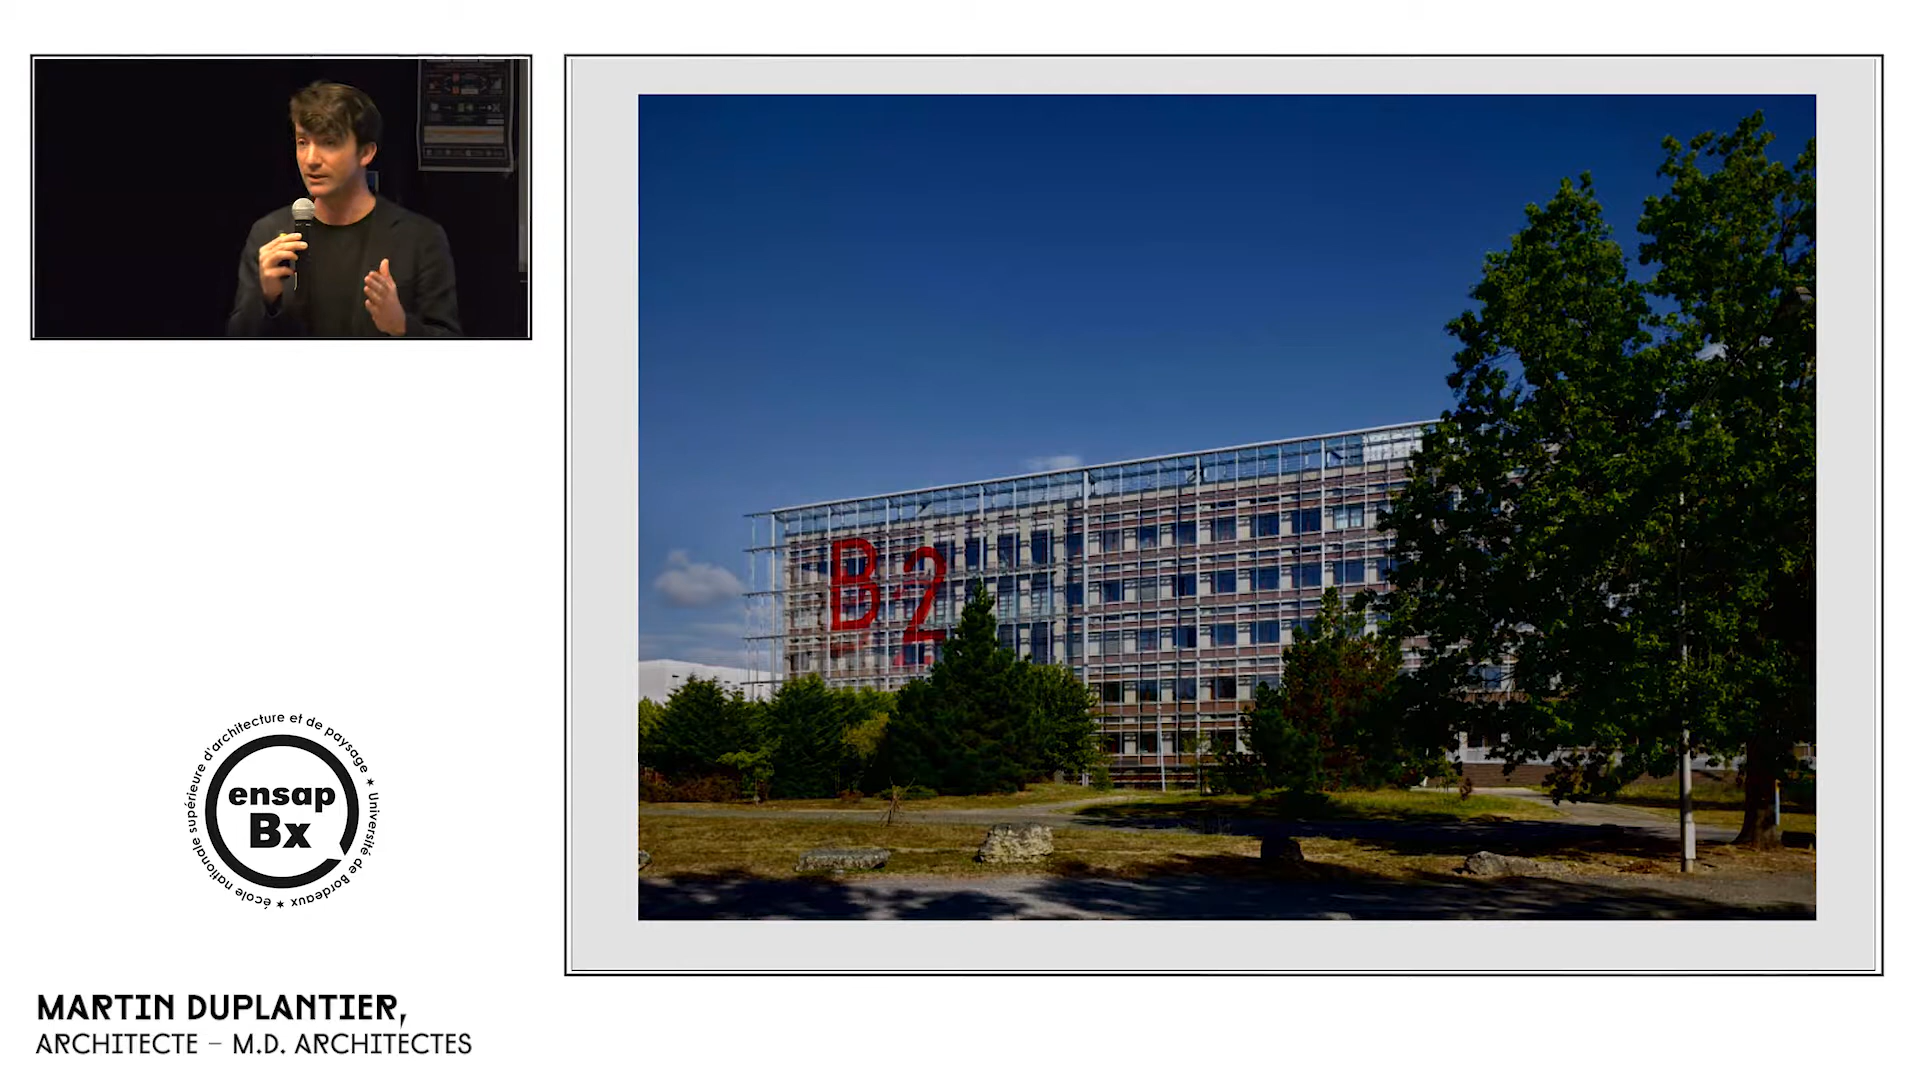 B2
école nationale supérieure d'architecture et de paysage ✶ Université de Bordeaux ✶
ensap
Bx
MARTIN DUPLANTIER,
ARCHITECTE – M.D. ARCHITECTES